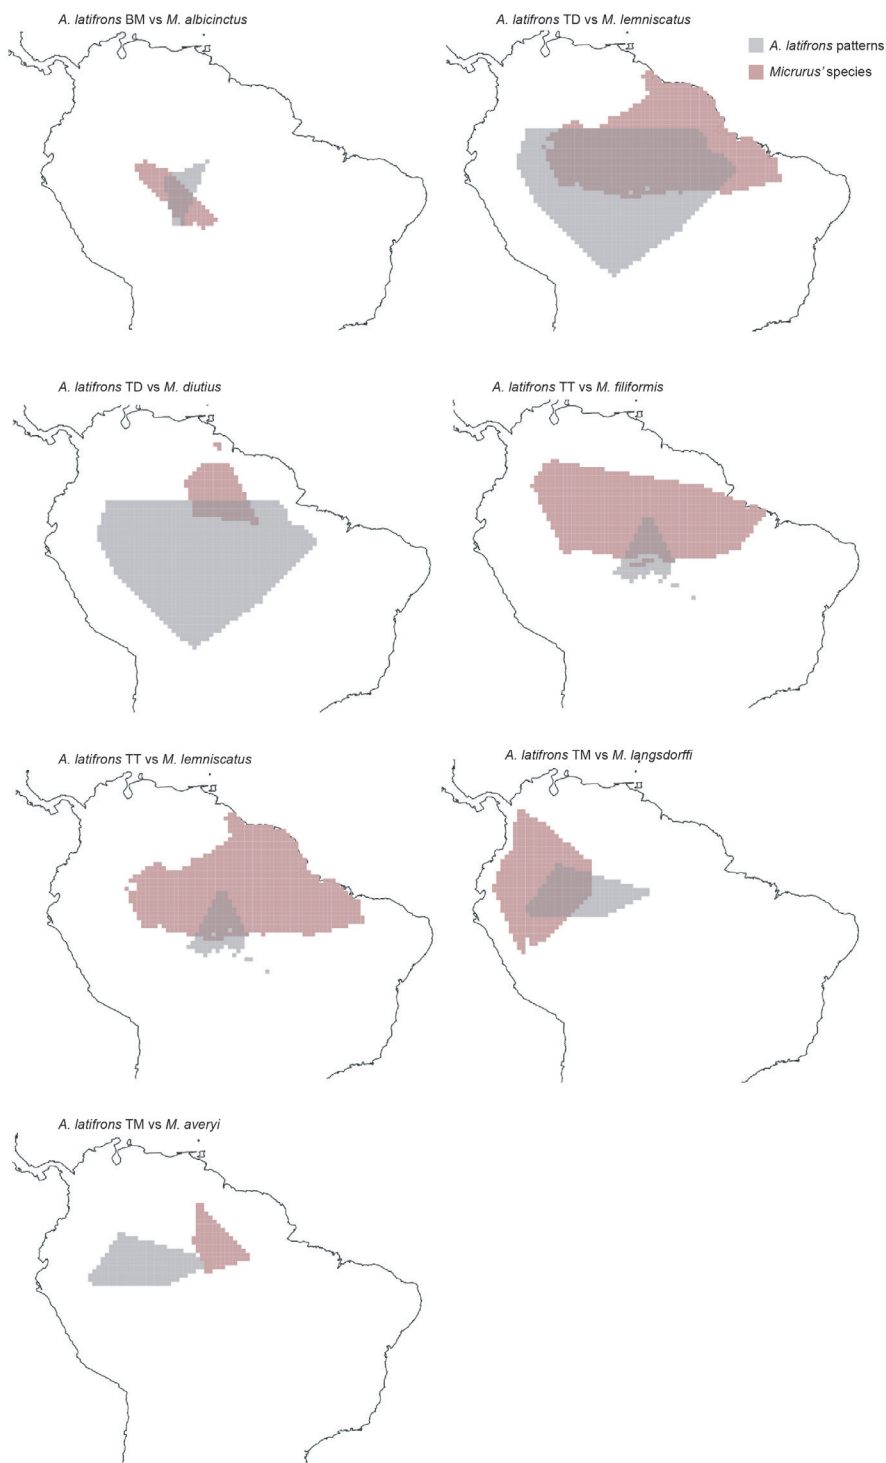 A. latifrons BM vs M. albicinctus
A. latifrons TD vs M. lemniscatus
A. latifrons patterns
Micrurus' species
A. latifrons TD vs M. diutius
A. latifrons TT vs M. filiformis
A. latifrons TT vs M. lemniscatus
A. latifrons TM vs M. langsdorffi
A. latifrons TM vs M. averyi